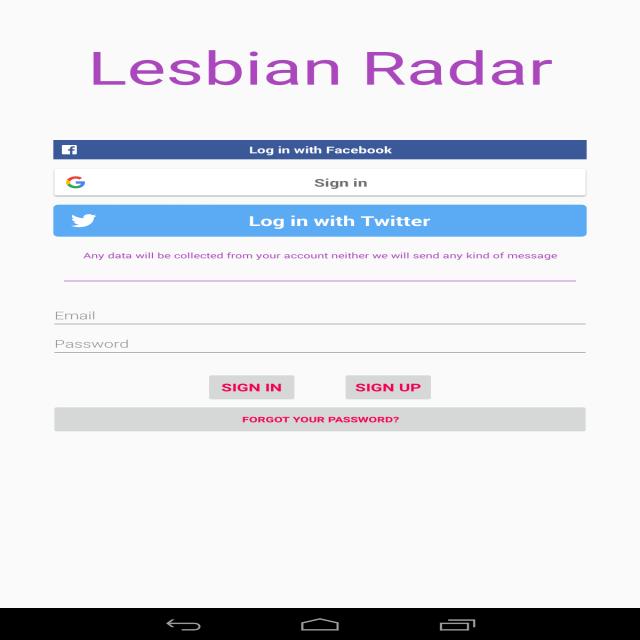 Lesbian Radar
Log in with Facebook
Sign in
Log in with Twitter
Any data will be collected from your account neither we will send any kind of message
Email
Password
SIGN IN
SIGN UP
FORGOT YOUR PASSWORD?